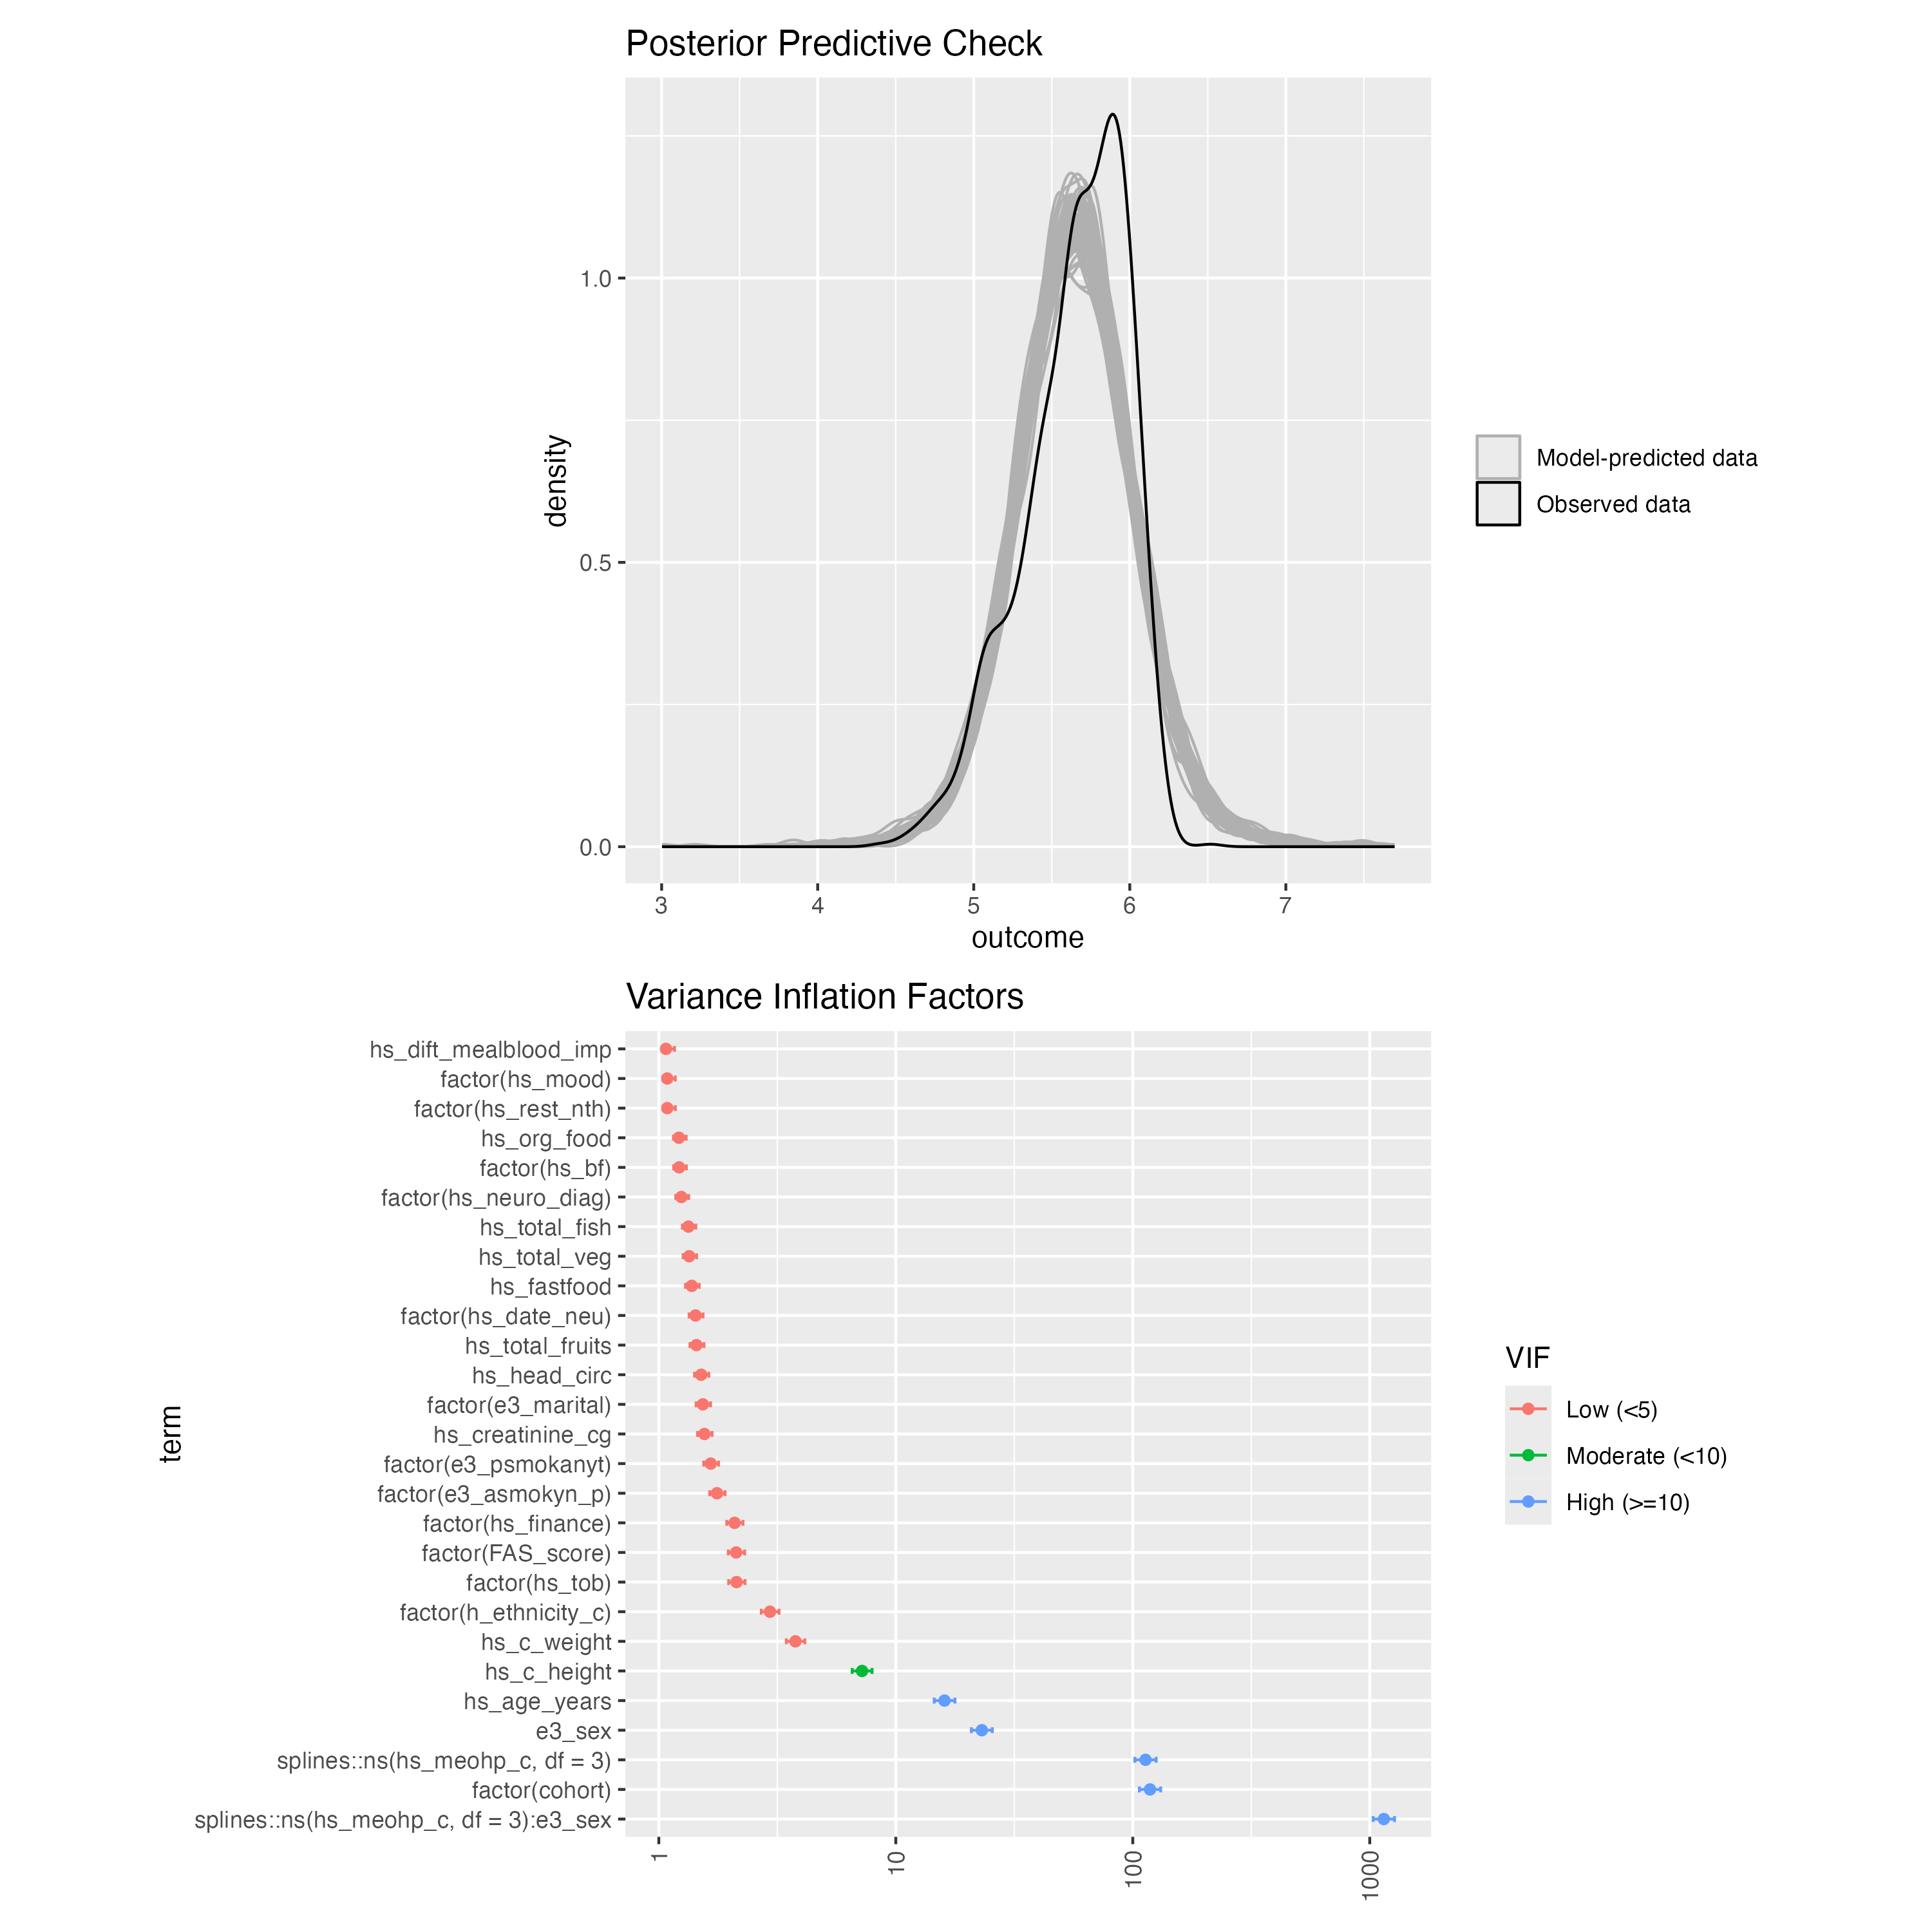 Posterior Predictive Check
density
1.0
0.5
0.0
3 4 5 6 7
outcome
Model-predicted data
Observed data
Variance Inflation Factors
term
hs_dift_mealblood_imp
factor(hs_mood)
factor(hs_rest_nth)
hs_org_food
factor(hs_bf)
factor(hs_neuro_diag)
hs_total_fish
hs_total_veg
hs_fastfood
factor(hs_date_neu)
hs_total_fruits
hs_head_circ
factor(e3_marital)
hs_creatinine_cg
factor(e3_psmokanyt)
factor(e3_asmokyn_p)
factor(hs_finance)
factor(FAS_score)
factor(hs_tob)
factor(h_ethnicity_c)
hs_c_weight
hs_c_height
hs_age_years
e3_sex
splines::ns(hs_meohp_c, df = 3)
factor(cohort)
splines::ns(hs_meohp_c, df = 3):e3_sex
1 10 100 1000
VIF
Low (<5)
Moderate (<10)
High (>=10)